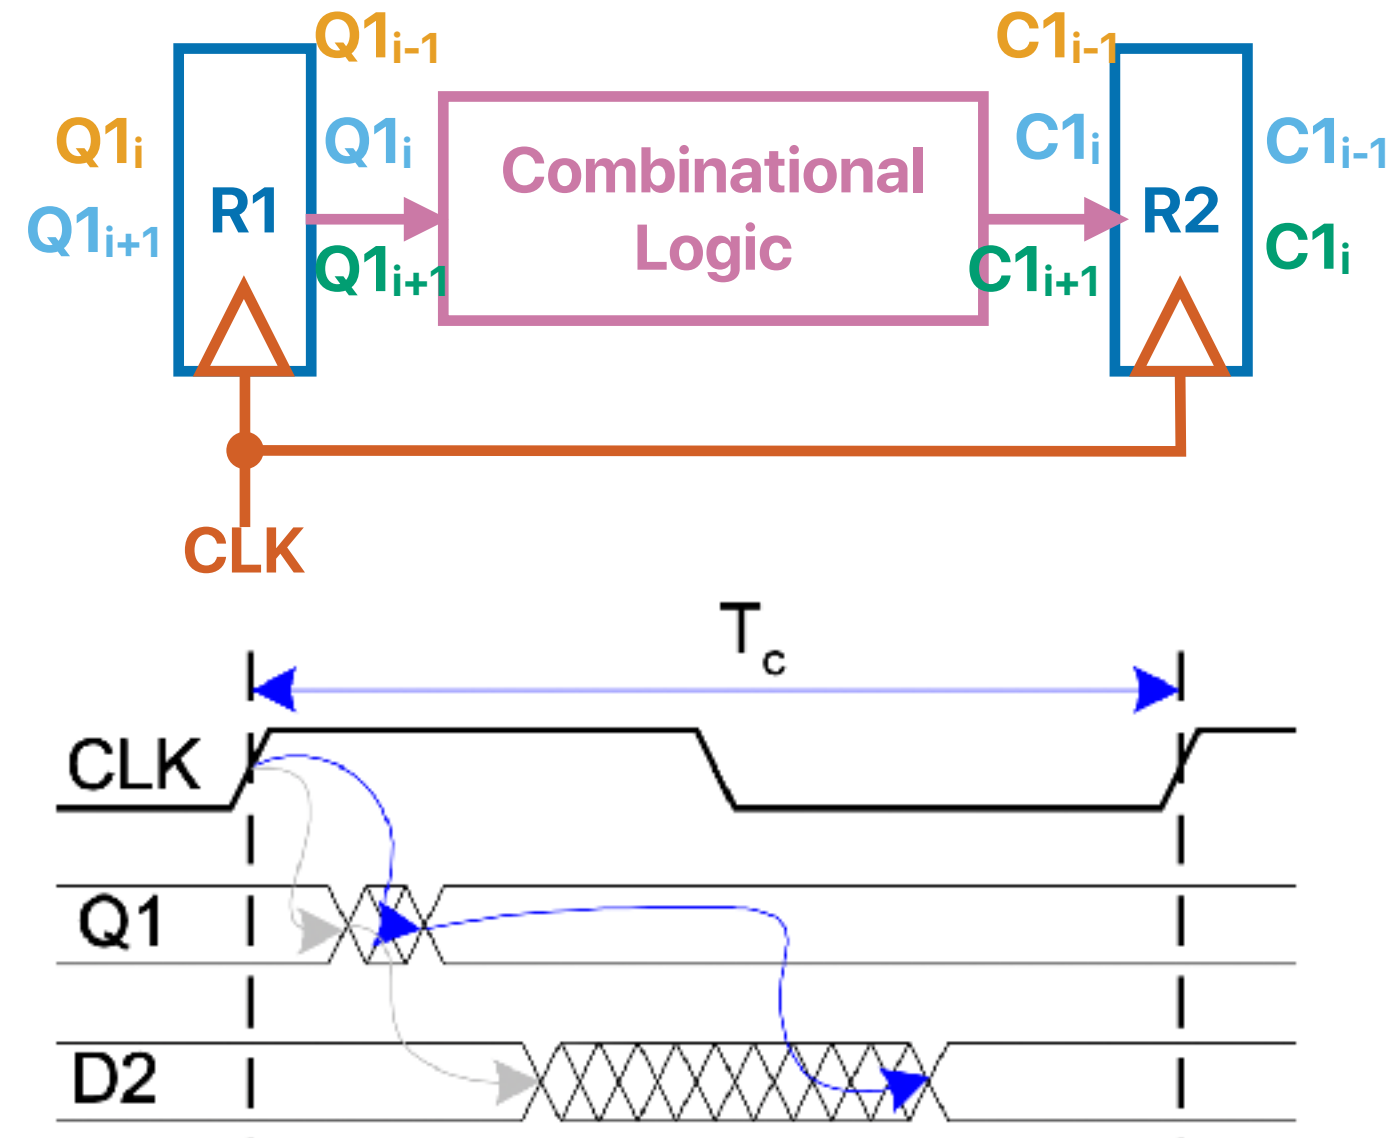 Q1i-1
C1i-1
Q1i
Q1i
C1i
C1i-1
Combinational
Logic
R1
R2
Q1i+1
Q1i+1
C1i+1
C1i
CLK
Tc
CLK
Q1
D2